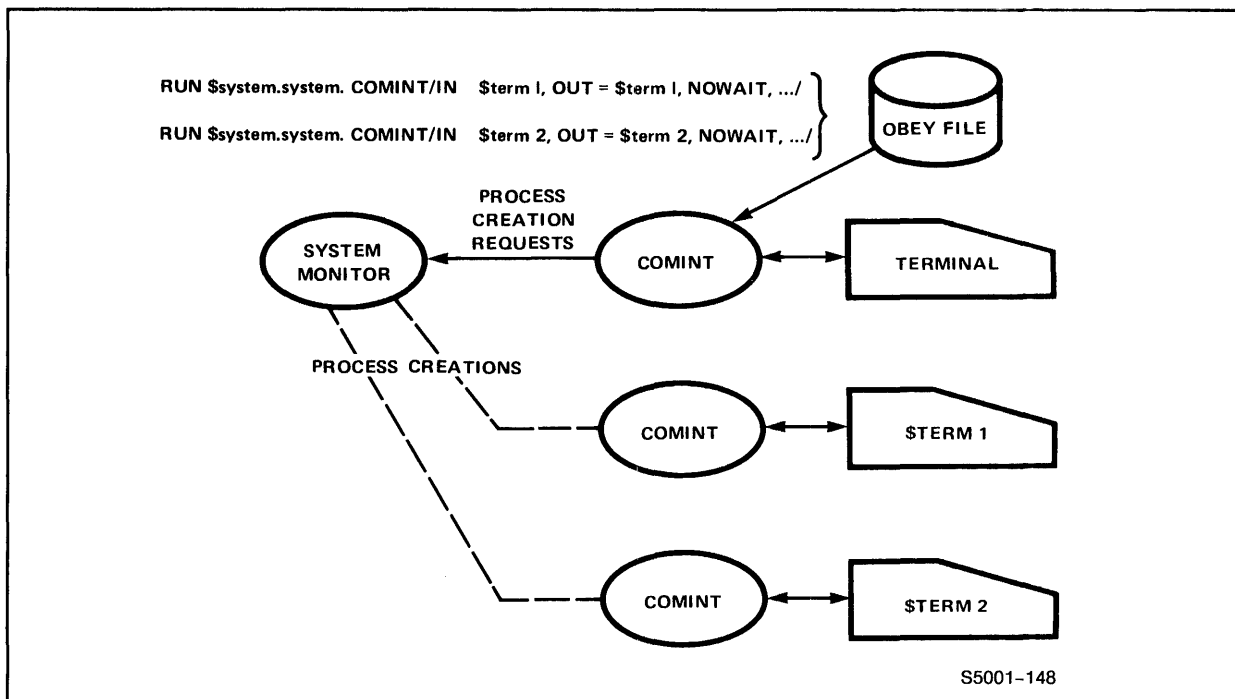 RUN $system.system. COMINT/IN $term l, OUT = $term l, NOWAIT, .../
RUN $system.system. COMINT/IN $term 2, OUT = $term 2, NOWAIT, .../
OBEY FILE
PROCESS
CREATION
REQUESTS
SYSTEM
MONITOR
COMINT
TERMINAL
PROCESS CREATIONS
COMINT
$TERM 1
COMINT
$TERM 2
S5001-148